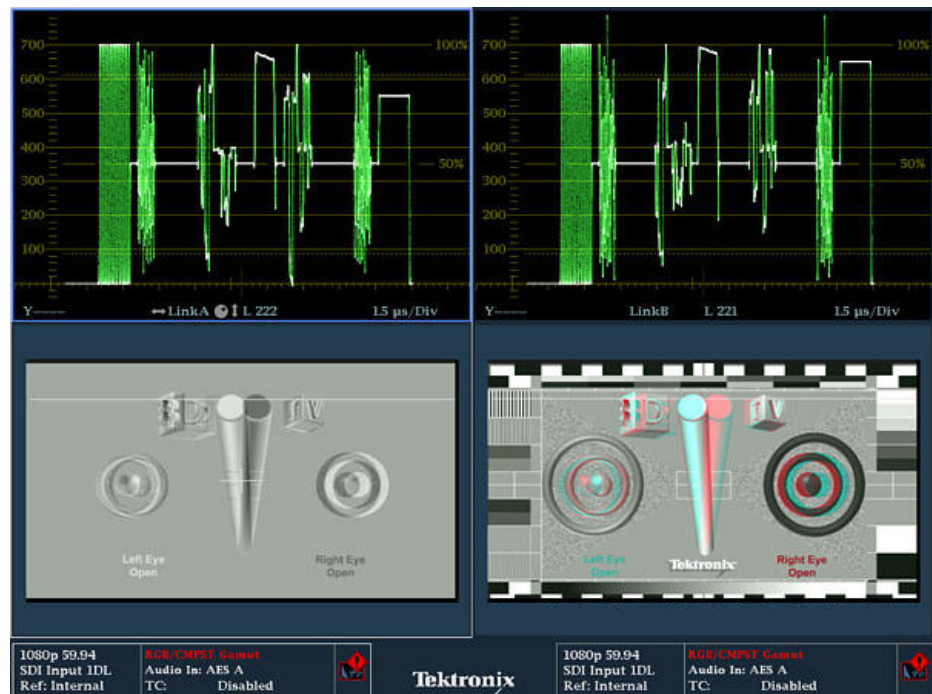 700
600
500
400
300
200
100
100%
50%
Y-----
LinkA
L 222
1.5 µs/Div
700
600
500
400
300
200
100
100%
50%
Y-----
LinkB
L 221
1.5 µs/Div
3D
TV
Left Eye
Open
Right Eye
Open
3D
TV
Left Eye
Open
Tektronix
Right Eye
Open
1080p 59.94
SDI Input 1DL
Ref: Internal
RGB/CMPST Gamut
Audio In: AES A
TC: Disabled
Tektronix
1080p 59.94
SDI Input 1DL
Ref: Internal
RGB/CMPST Gamut
Audio In: AES A
TC: Disabled